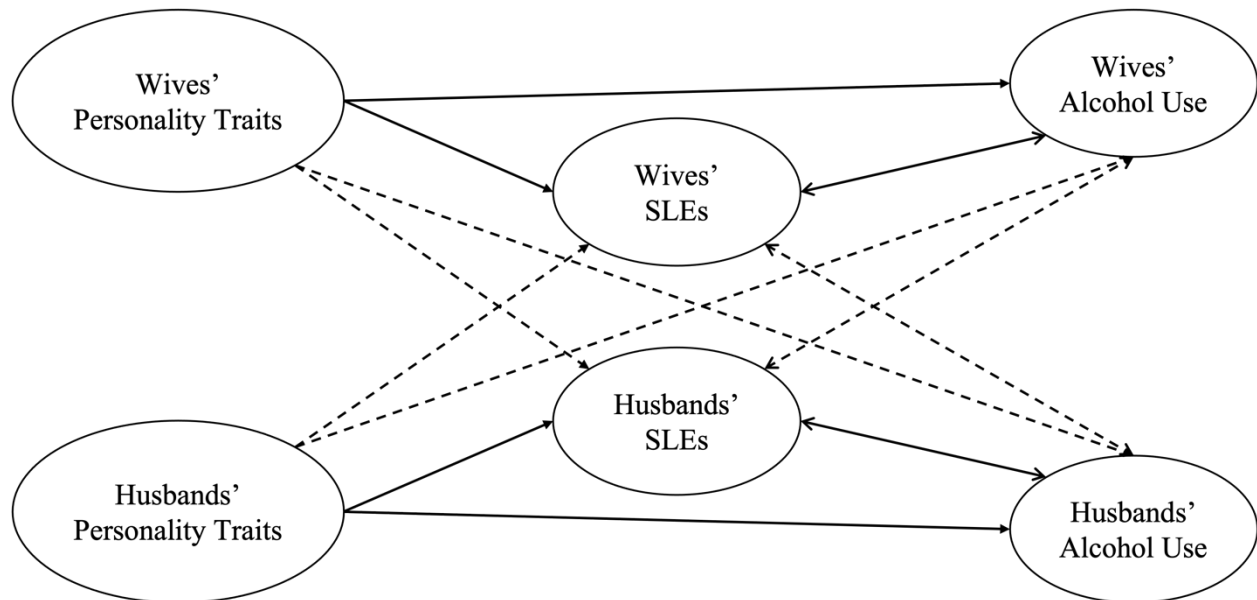 Wives’
Personality Traits
Wives’
Alcohol Use
Wives’
SLEs
Husbands’
SLEs
Husbands’
Personality Traits
Husbands’
Alcohol Use